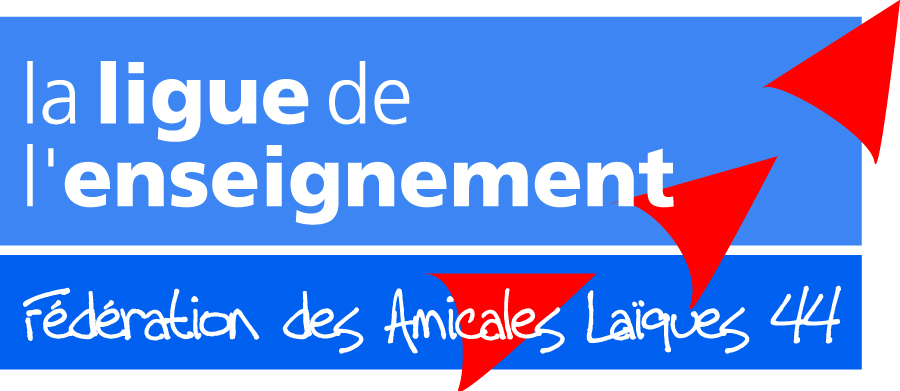 la ligue de
l'enseignement
Fédération des Amicales Laïques 44